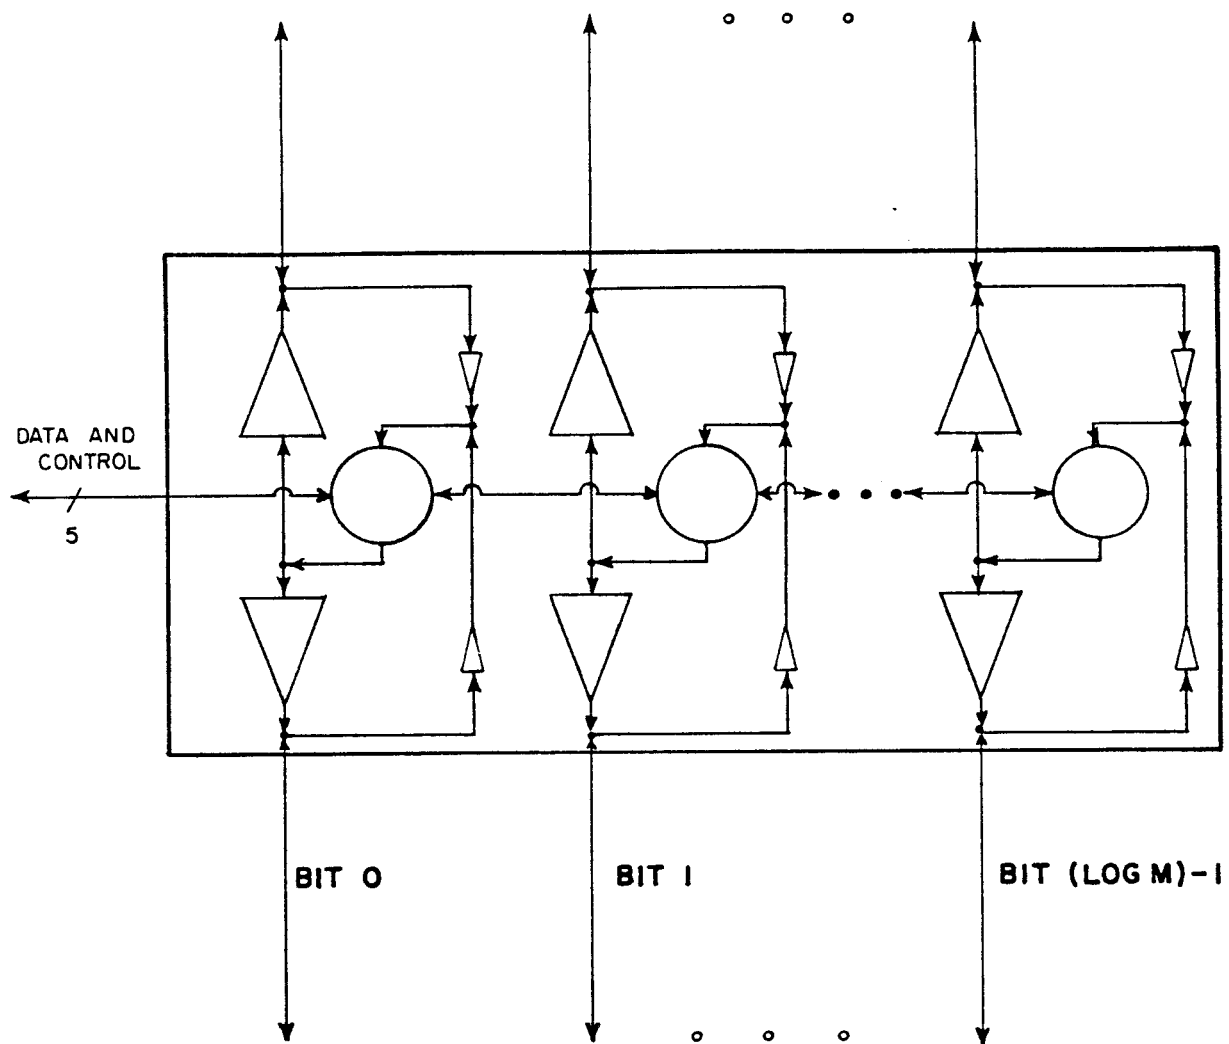 DATA AND
CONTROL
5
BIT 0
BIT 1
BIT (LOG M)-1